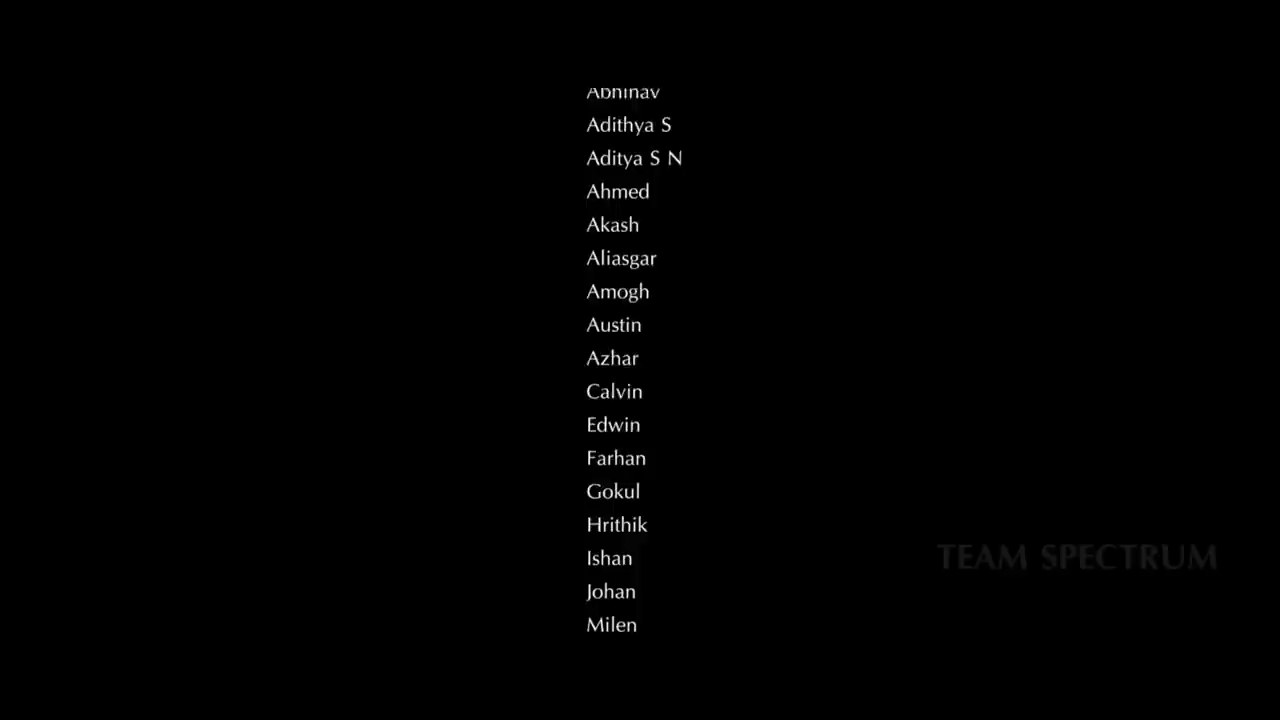 Abhinav
Adithya S
Aditya S N
Ahmed
Akash
Aliasgar
Amogh
Austin
Azhar
Calvin
Edwin
Farhan
Gokul
Hrithik
Ishan
Johan
Milen
TEAM SPECTRUM